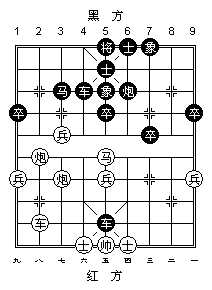 黑 方
1 2 3 4 5 6 7 8 9
将 士 象
士
马 车 象 炮
卒 卒 卒
兵 卒
炮 马
兵 炮 兵 兵
车 车
士 帅 士
九 八 七 六 五 四 三 二 一
红 方